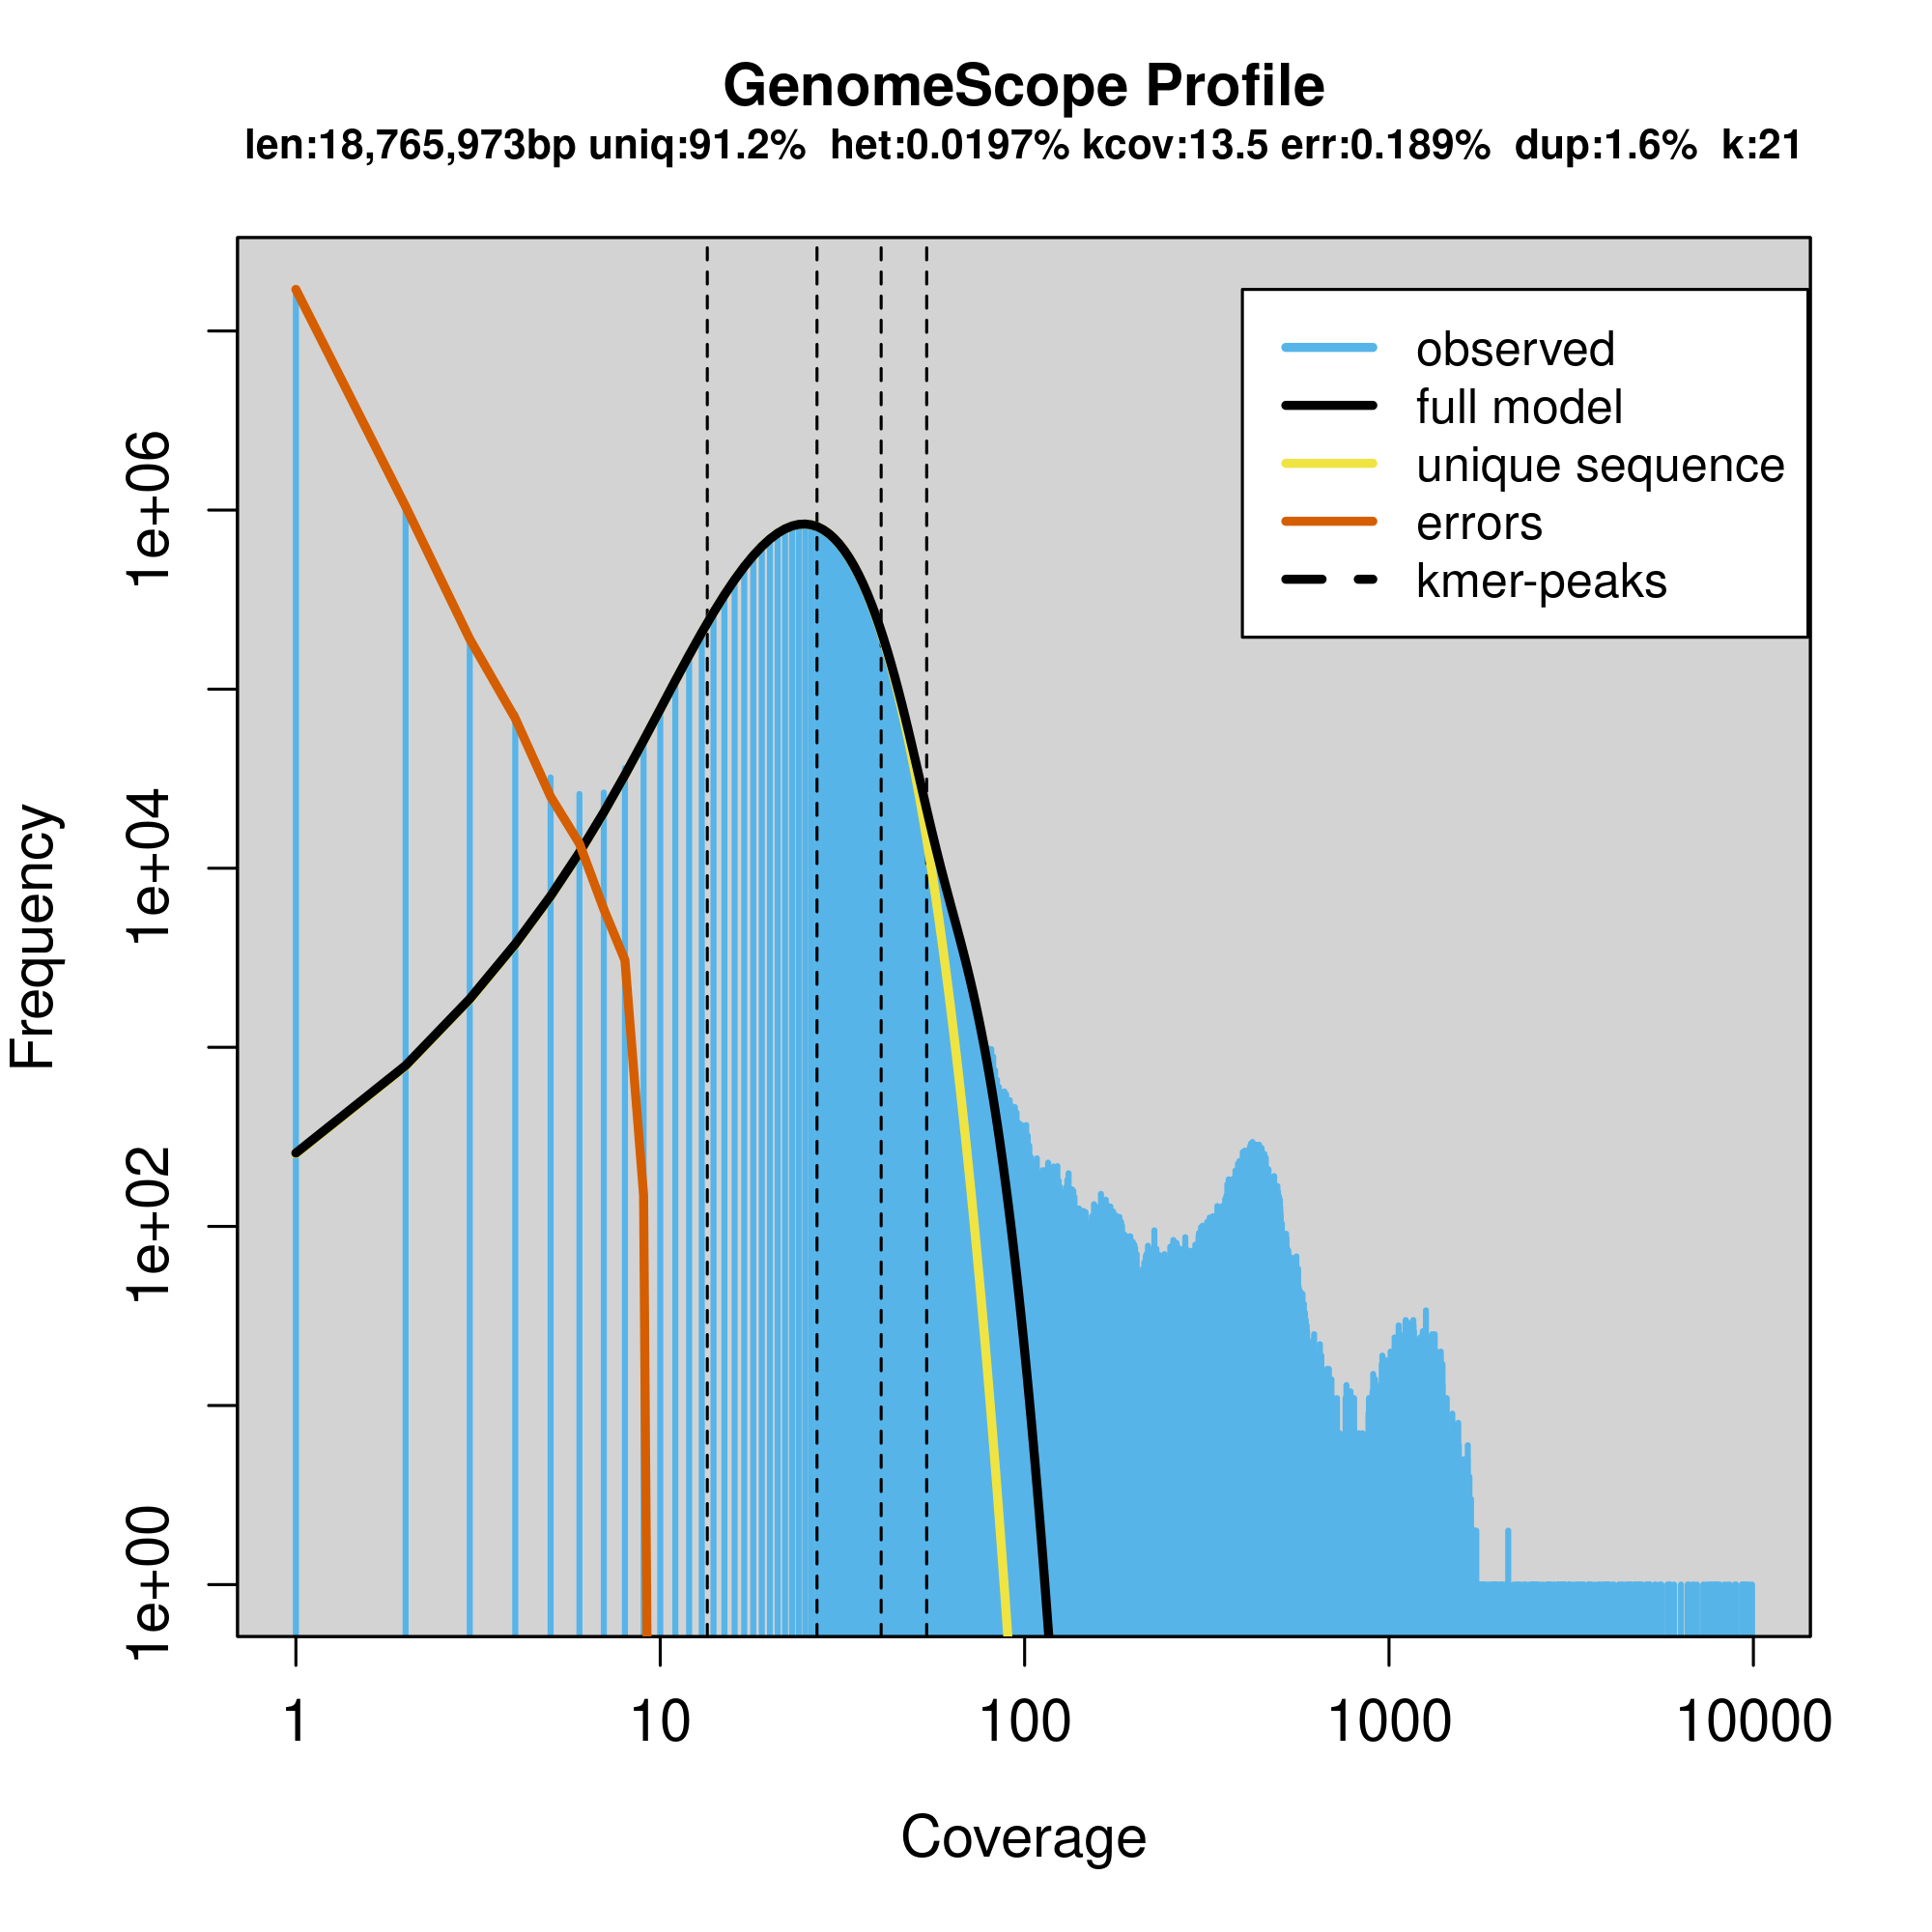 GenomeScope Profile
len:18,765,973bp uniq:91.2% het:0.0197% kcov:13.5 err:0.189% dup:1.6% k:21
observed
full model
unique sequence
errors
kmer-peaks
Frequency
1e+06
1e+04
1e+02
1e+00
1 10 100 1000 10000
Coverage